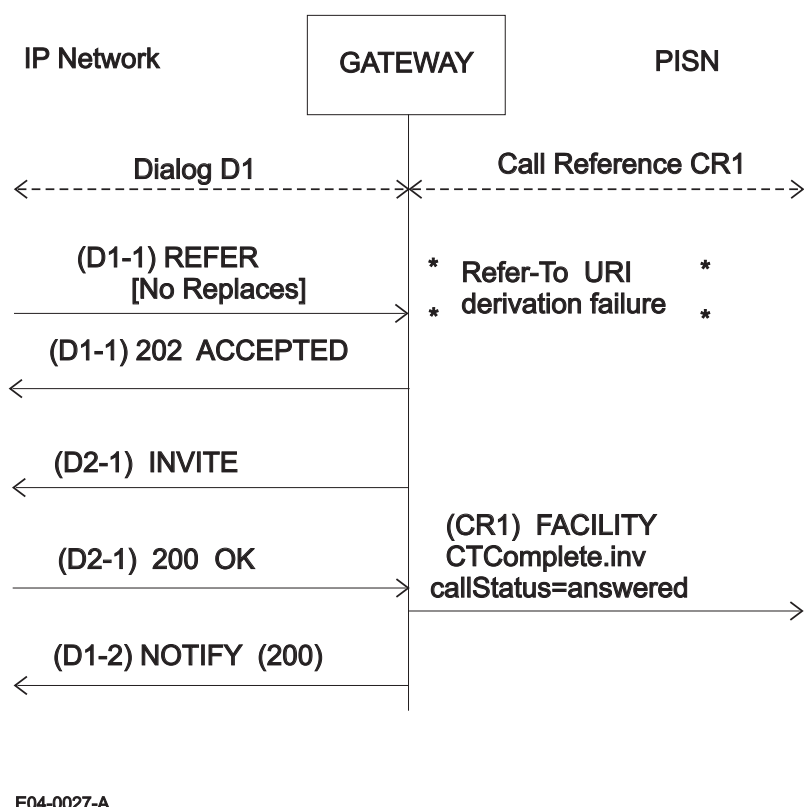 IP Network
GATEWAY
PISN
Dialog D1
Call Reference CR1
(D1-1) REFER
[No Replaces]
* Refer-To URI *
* derivation failure *
(D1-1) 202 ACCEPTED
(D2-1) INVITE
(CR1) FACILITY
CTComplete.inv
callStatus=answered
(D2-1) 200 OK
(D1-2) NOTIFY (200)
E04-0027-A